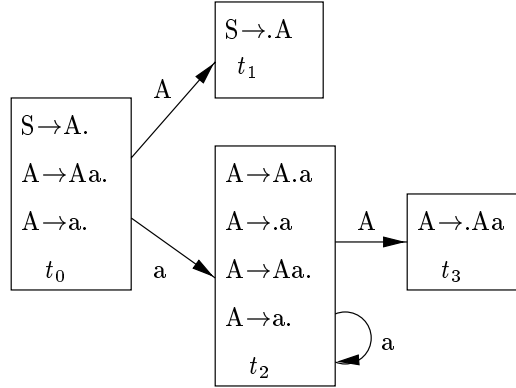 S→.A
t₁
A
S→A.
A→Aa.
A→a.
t₀
a
A→A.a
A→.a
A→Aa.
A→a.
t₂
A
A→.Aa
t₃
a